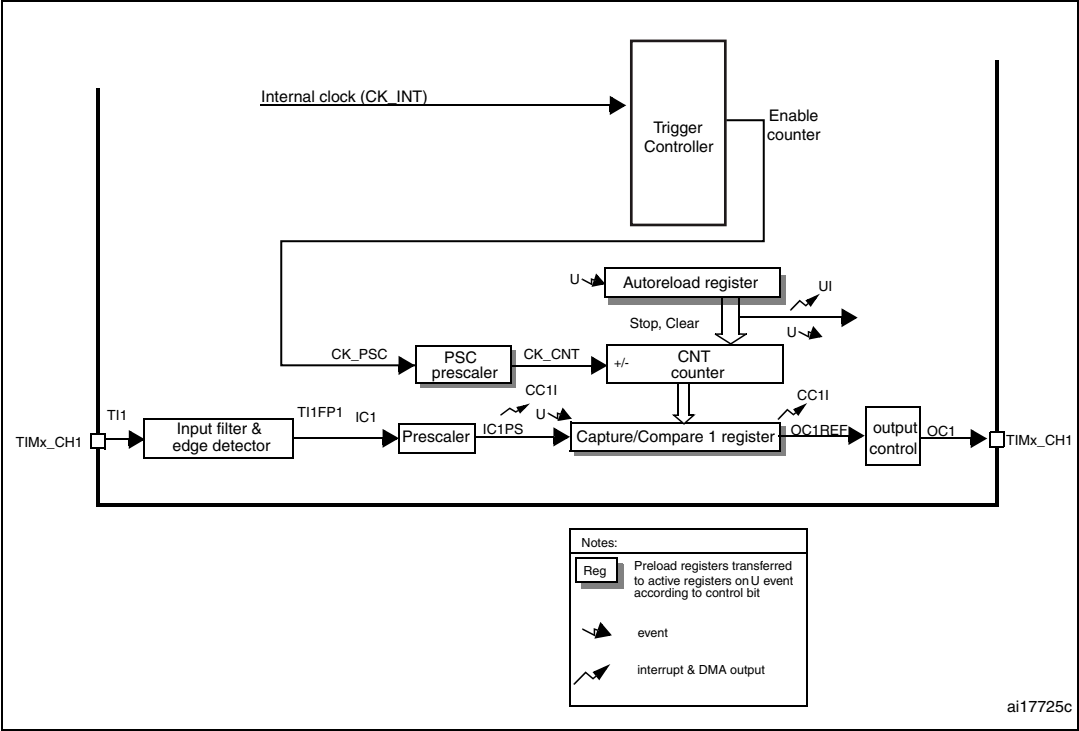 Internal clock (CK_INT)
Trigger
Controller
Enable
counter
U
Autoreload register
UI
Stop, Clear
U
CK_PSC
PSC
prescaler
CK_CNT
+/-
CNT
counter
CC1I
CC1I
U
TI1
TI1FP1
IC1
TIMx_CH1
Input filter &
edge detector
Prescaler
IC1PS
Capture/Compare 1 register
OC1REF
output
control
OC1
TIMx_CH1
Notes:
Reg
Preload registers transferred
to active registers on U event
according to control bit
event
interrupt & DMA output
ai17725c